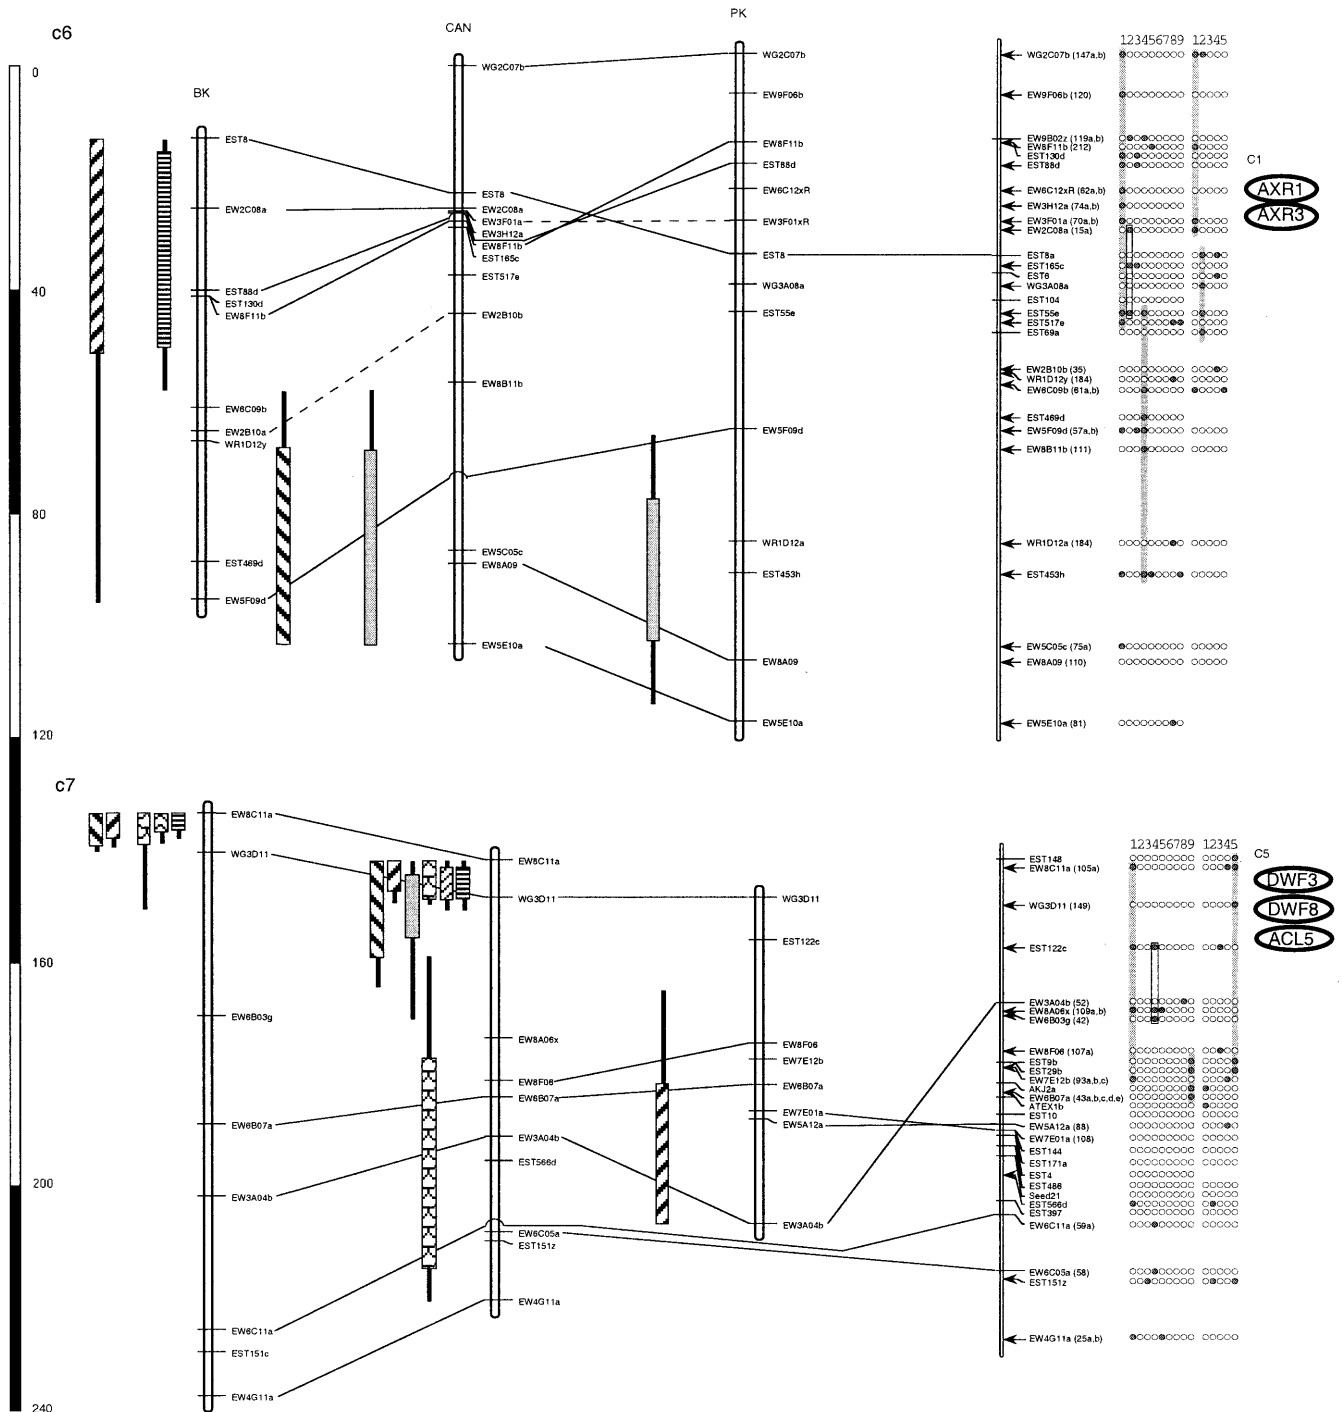 c6
CAN
PK
BK
0
40
80
120
160
200
240
EST8
EW2C08a
EST88d
EST130d
EW8F11b
EW6C09b
EW2B10a
WR1D12y
EST469d
EW5F09d
WG2C07b
EST8
EW2C08a
EW3F01a
EW3H12a
EW8F11b
EST165c
EST517e
EW2B10b
EW8B11b
EW5C05c
EW8A09
EW5E10a
WG2C07b
EW9F06b
EW8F11b
EST88d
EW6C12xR
EW3F01xR
EST8
WG3A08a
EST55e
EW5F09d
WR1D12a
EST453h
EW8A09
EW5E10a
123456789 12345
WG2C07b (147a,b)
EW9F06b (120)
EW9B02z (119a,b)
EW8F11b (212)
EST130d
EST88d
EW6C12xR (62a,b)
EW3H12a (74a,b)
EW3F01a (70a,b)
EW2C08a (15a)
EST8a
EST165c
EST6
WG3A08a
EST104
EST55e
EST517e
EST69a
EW2B10b (35)
WR1D12y (184)
EW6C09b (61a,b)
EST469d
EW5F09d (57a,b)
EW8B11b (111)
WR1D12a (184)
EST453h
EW5C05c (75a)
EW8A09 (110)
EW5E10a (81)
C1
AXR1
AXR3
c7
EW8C11a
WG3D11
EW6B03g
EW6B07a
EW3A04b
EW6C11a
EST151c
EW4G11a
EW8C11a
WG3D11
EW8A06x
EW8F06
EW6B07a
EW3A04b
EST566d
EW6C05a
EST151z
EW4G11a
WG3D11
EST122c
EW8F06
EW7E12b
EW6B07a
EW7E01a
EW5A12a
EW3A04b
123456789 12345
EST148
EW8C11a (105a)
WG3D11 (149)
EST122c
EW3A04b (52)
EW8A06x (109a,b)
EW6B03g (42)
EW8F06 (107a)
EST9b
EST29b
EW7E12b (93a,b,c)
AKJ2a
EW6B07a (43a,b,c,d,e)
ATEX1b
EST10
EW5A12a (88)
EW7E01a (108)
EST144
EST171a
EST4
EST486
Seed21
EST566d
EST397
EW6C11a (59a)
EW6C05a (58)
EST151z
EW4G11a (25a,b)
C5
DWF3
DWF8
ACL5